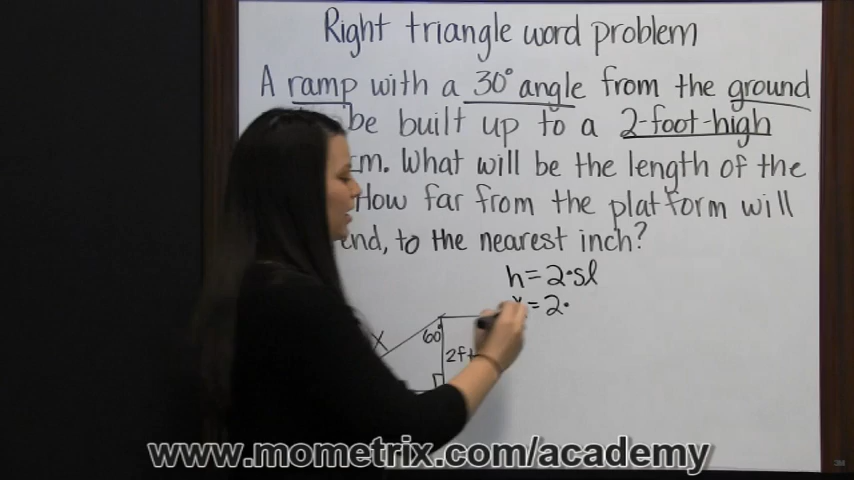 Right triangle word problem
A ramp with a 30° angle from the ground
be built up to a 2-foot-high
m. What will be the length of the
How far from the platform will
end, to the nearest inch?
h=2·sl
x=2·
x
60°
2ft
www.mometrix.com/academy